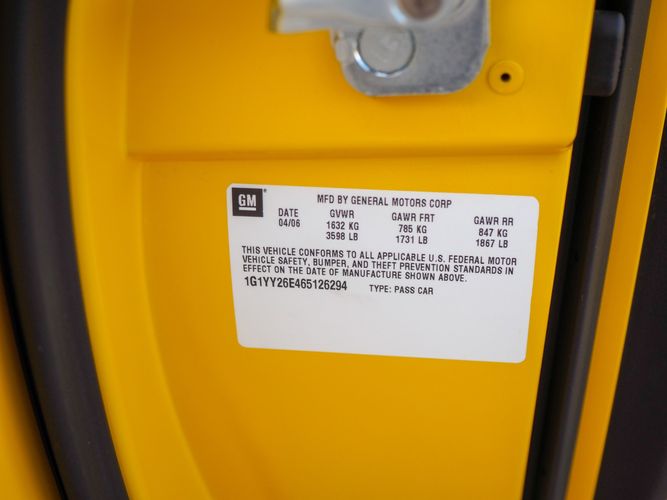 GM
MFD BY GENERAL MOTORS CORP
DATE GVWR GAWR FRT GAWR RR
04/06 1632 KG 785 KG 847 KG
3598 LB 1731 LB 1867 LB
THIS VEHICLE CONFORMS TO ALL APPLICABLE U.S. FEDERAL MOTOR
VEHICLE SAFETY, BUMPER, AND THEFT PREVENTION STANDARDS IN
EFFECT ON THE DATE OF MANUFACTURE SHOWN ABOVE.
1G1YY26E465126294 TYPE: PASS CAR